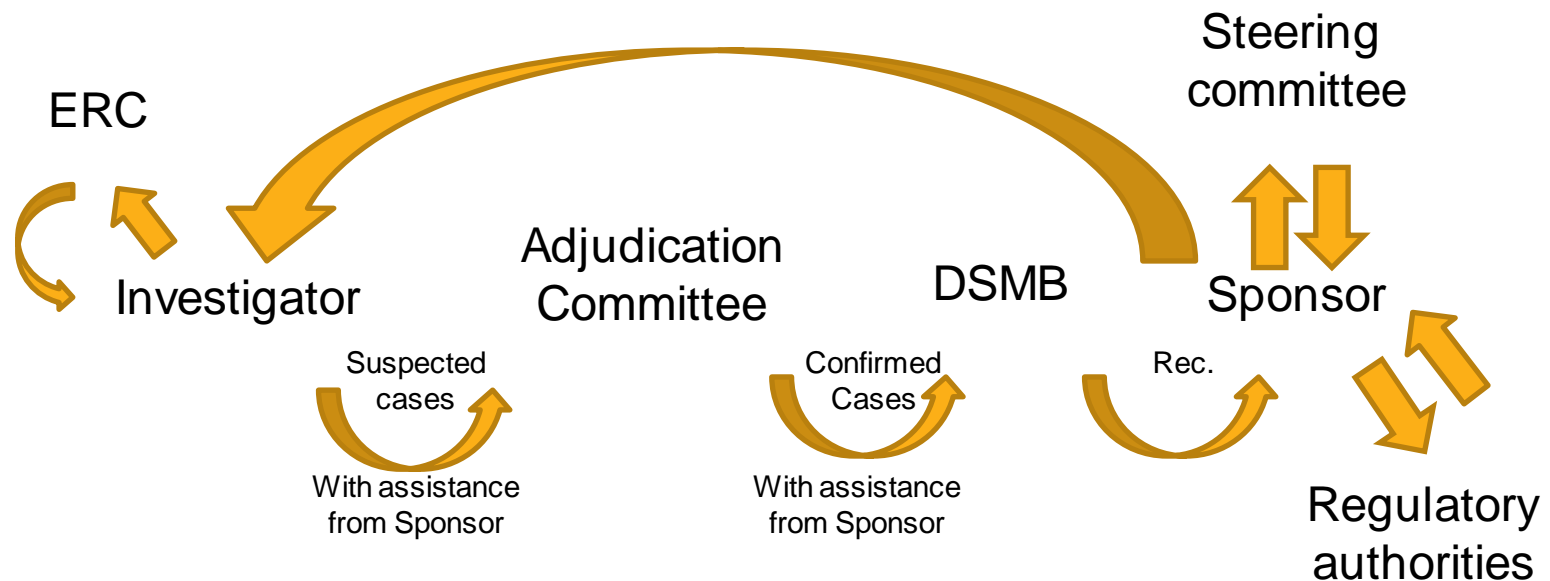 Steering
committee
ERC
Adjudication
Committee
DSMB
Investigator
Sponsor
Suspected
cases
Confirmed
Cases
Rec.
With assistance
from Sponsor
With assistance
from Sponsor
Regulatory
authorities